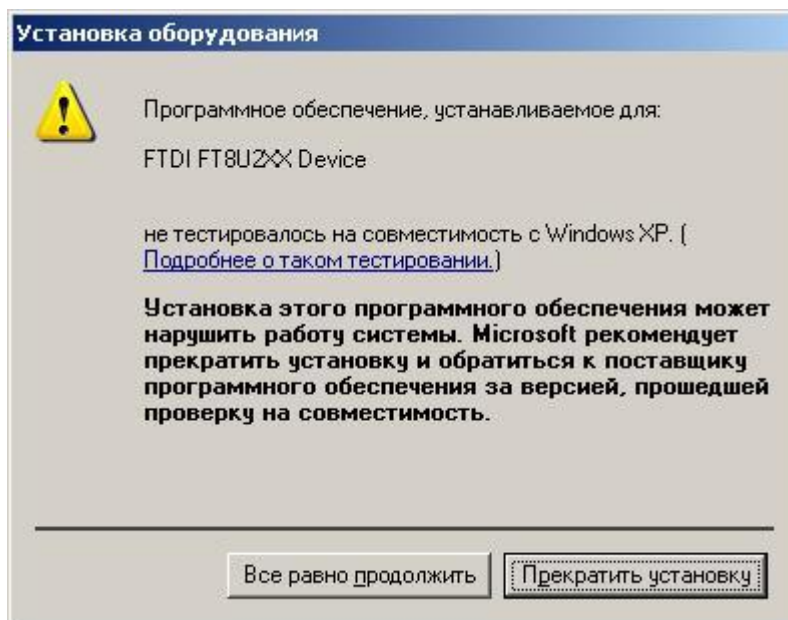 Установка оборудования
Программное обеспечение, устанавливаемое для:
FTDI FT8U2XX Device
не тестировалось на совместимость с Windows XP. (
Подробнее о таком тестировании.)
Установка этого программного обеспечения может
нарушить работу системы. Microsoft рекомендует
прекратить установку и обратиться к поставщику
программного обеспечения за версией, прошедшей
проверку на совместимость.
Все равно продолжить
Прекратить установку